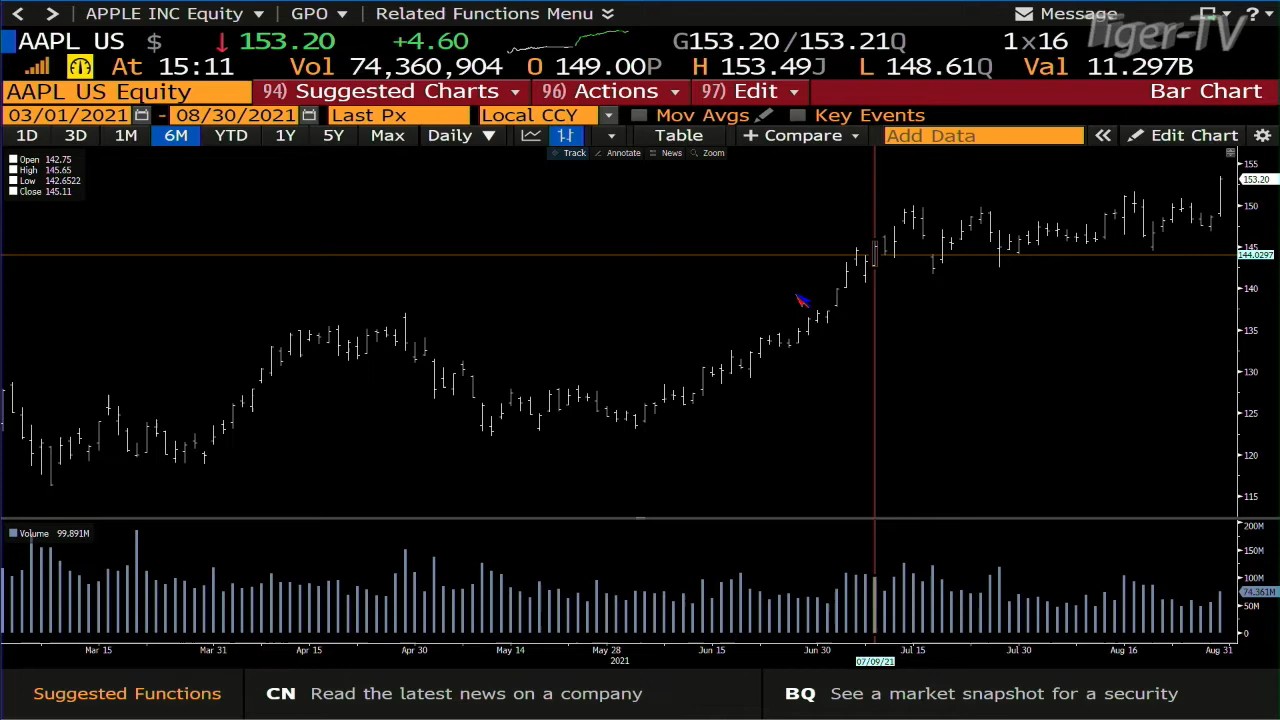 APPLE INC Equity GPO Related Functions Menu Message ?
Tiger-TV
AAPL US $ 153.20 +4.60 G153.20 /153.21Q 1×16
At 15:11 Vol 74,360,904 O 149.00P H 153.49J L 148.61Q Val 11.297B
AAPL US Equity 94) Suggested Charts 96) Actions 97) Edit Bar Chart
03/01/2021 - 08/30/2021 Last Px Local CCY Mov Avgs Key Events
1D 3D 1M 6M YTD 1Y 5Y Max Daily ▼ Table + Compare Add Data « Edit Chart
Track Annotate News Zoom
Open 142.75
High 145.65
Low 142.6522
Close 145.11
155
153.20
150
145
144.0297
140
135
130
125
120
115
Volume 99.891M
200M
150M
100M
74.361M
50M
0
Mar 15 Mar 31 Apr 15 Apr 30 May 14 May 28 Jun 15 Jun 30 Jul 15 Jul 30 Aug 16 Aug 31
2021 07/09/21
Suggested Functions CN Read the latest news on a company BQ See a market snapshot for a security